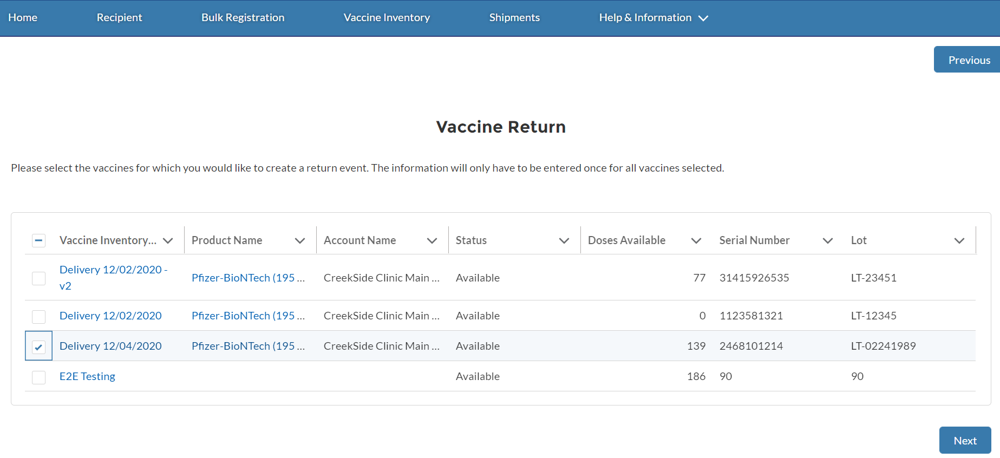 Home Recipient Bulk Registration Vaccine Inventory Shipments Help & Information
Previous
Vaccine Return
Please select the vaccines for which you would like to create a return event. The information will only have to be entered once for all vaccines selected.
Vaccine Inventory... Product Name Account Name Status Doses Available Serial Number Lot
Delivery 12/02/2020 -
v2
Pfizer-BioNTech (195 ... CreekSide Clinic Main ... Available 77 31415926535 LT-23451
Delivery 12/02/2020 Pfizer-BioNTech (195 ... CreekSide Clinic Main ... Available 0 1123581321 LT-12345
Delivery 12/04/2020 Pfizer-BioNTech (195 ... CreekSide Clinic Main ... Available 139 2468101214 LT-02241989
E2E Testing Available 186 90 90
Next